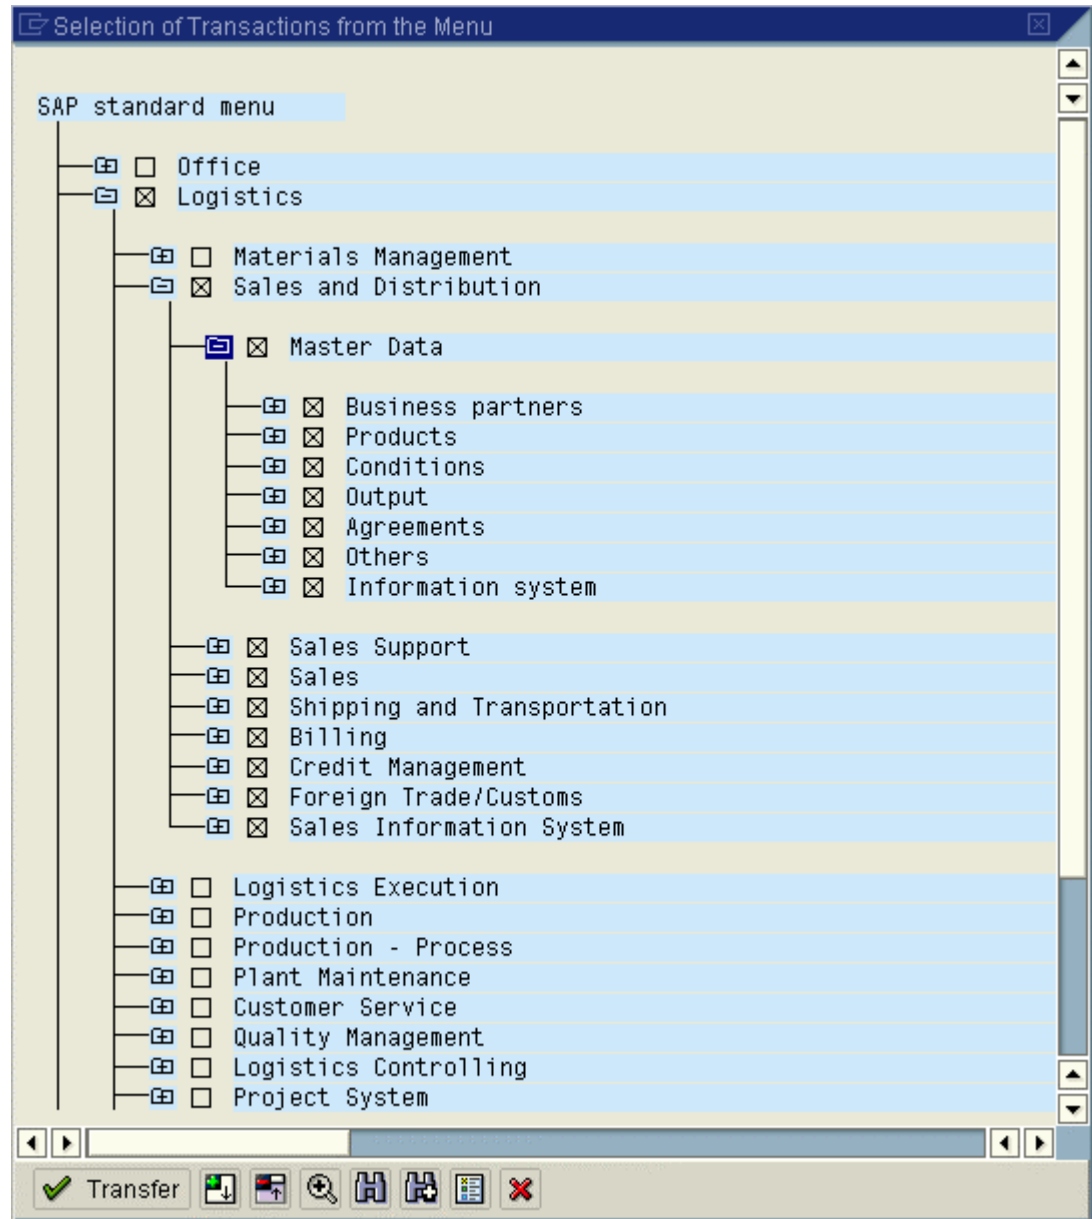 Selection of Transactions from the Menu
SAP standard menu
Office
Logistics
Materials Management
Sales and Distribution
Master Data
Business partners
Products
Conditions
Output
Agreements
Others
Information system
Sales Support
Sales
Shipping and Transportation
Billing
Credit Management
Foreign Trade/Customs
Sales Information System
Logistics Execution
Production
Production - Process
Plant Maintenance
Customer Service
Quality Management
Logistics Controlling
Project System
Transfer